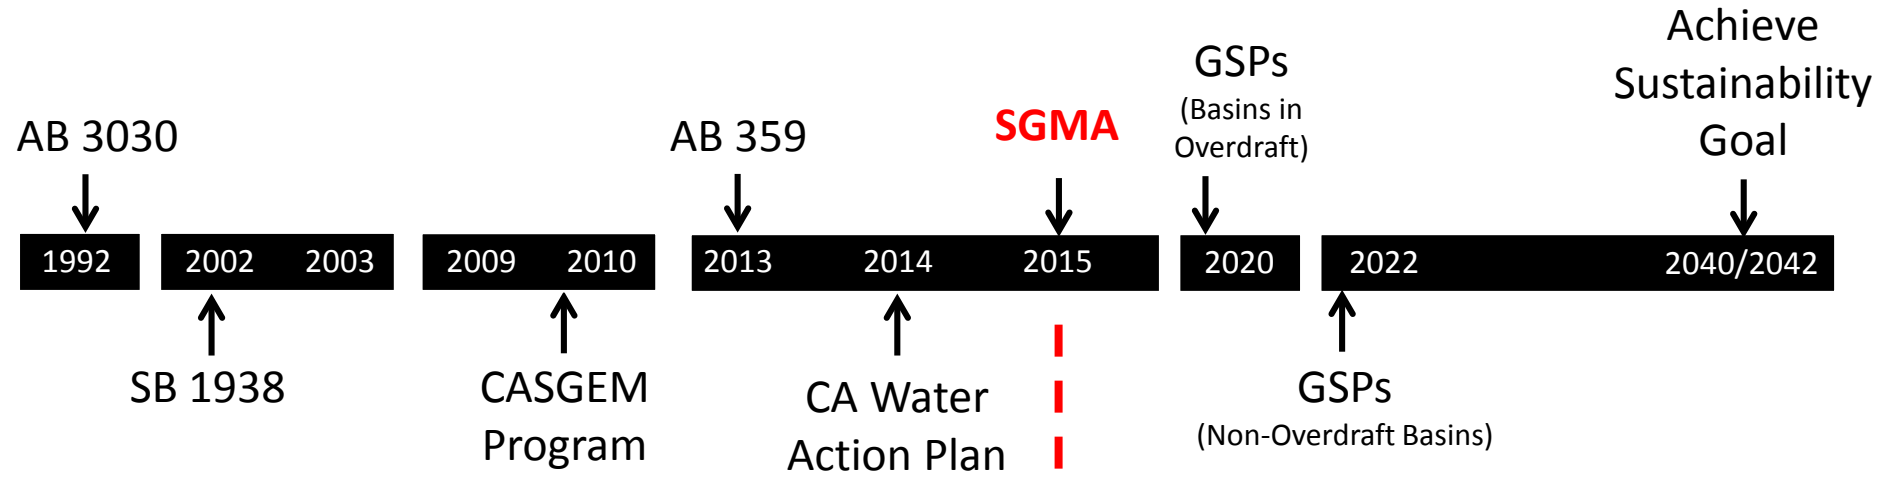 AB 3030
AB 359
SGMA
GSPs
(Basins in
Overdraft)
Achieve
Sustainability
Goal
1992
2002
2003
2009
2010
2013
2014
2015
2020
2022
2040/2042
SB 1938
CASGEM
Program
CA Water
Action Plan
GSPs
(Non-Overdraft Basins)